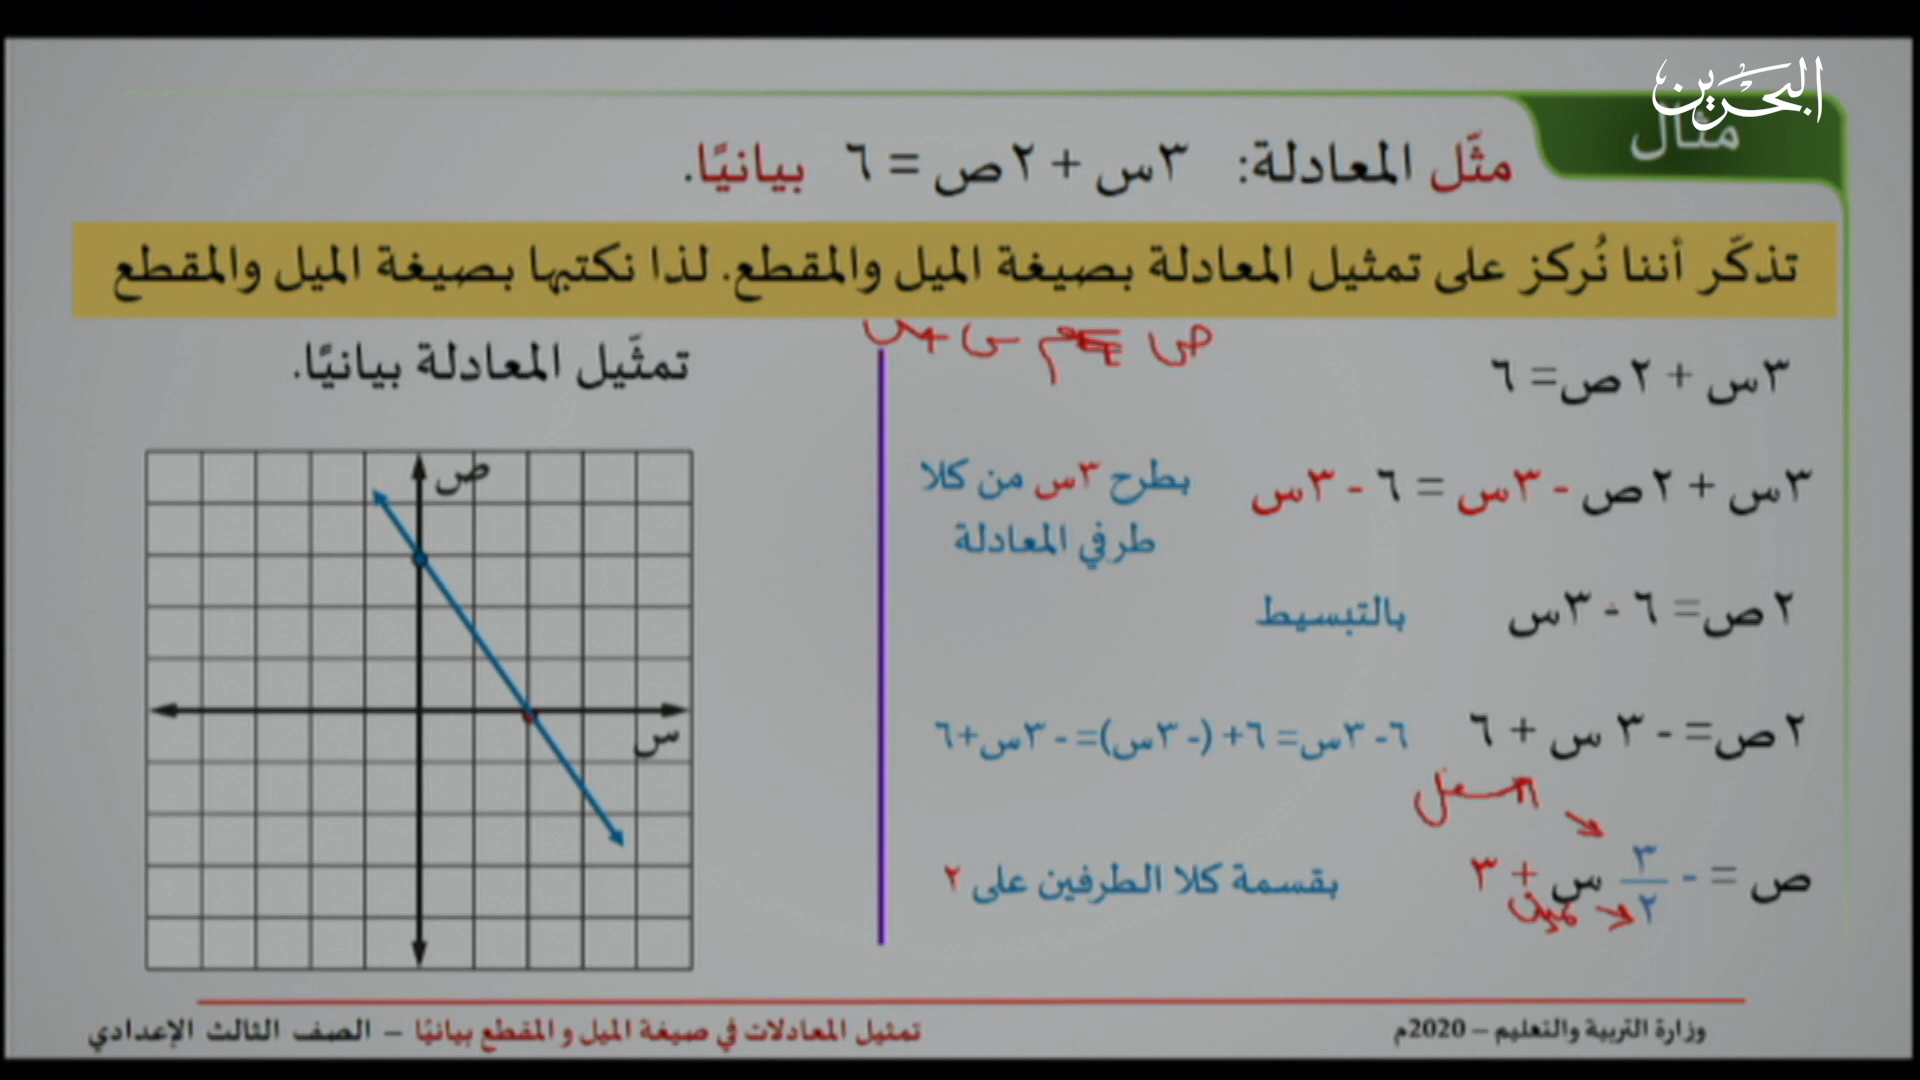 البحرين
مثال
مثّل المعادلة: ٣س + ٢ص = ٦ بيانيًا.
تذكّر أننا نُركز على تمثيل المعادلة بصيغة الميل والمقطع. لذا نكتبها بصيغة الميل والمقطع
٣س + ٢ص = ٦
٣س + ٢ص - ٣س = ٦ - ٣س
بطرح ٣س من كلا
طرفي المعادلة
٢ص = ٦ - ٣س
بالتبسيط
٢ص = - ٣س + ٦
٦- ٣س = ٦+ (- ٣س) = - ٣س+٦
ص = - ٣/٢ س + ٣
بقسمة كلا الطرفين على ٢
تمثّيل المعادلة بيانيًا.
ص
س
وزارة التربية والتعليم – 2020م
تمثيل المعادلات في صيغة الميل و المقطع بيانيًا – الصف الثالث الإعدادي